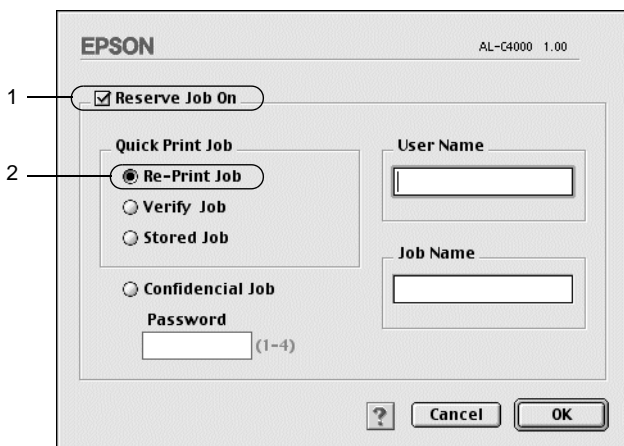 EPSON
AL-C4000 1.00
1
Reserve Job On
Quick Print Job
2
Re-Print Job
Verify Job
Stored Job
Confidencial Job
Password
(1-4)
User Name
Job Name
?
Cancel
OK